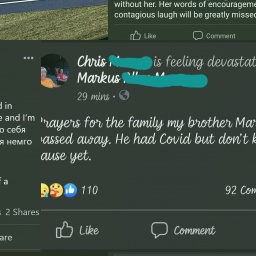 without her. Her words of encourageme
contagious laugh will be greatly missed
Like Comment
Chris is feeling devastat
Markus
29 mins ·
d in
e and I'm
о себя
я немго
rayers for the family my brother Mar
assed away. He had Covid but don't k
ause yet.
f a
110
92 Com
2 Shares
Like Comment
are